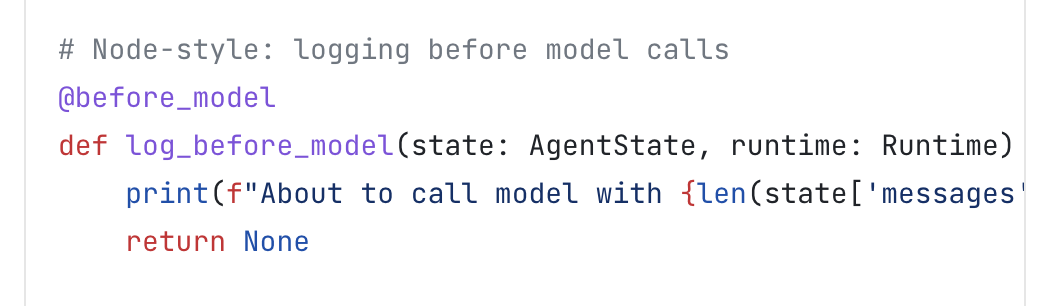 # Node-style: logging before model calls
@before_model
def log_before_model(state: AgentState, runtime: Runtime)
    print(f"About to call model with {len(state['messages'
    return None